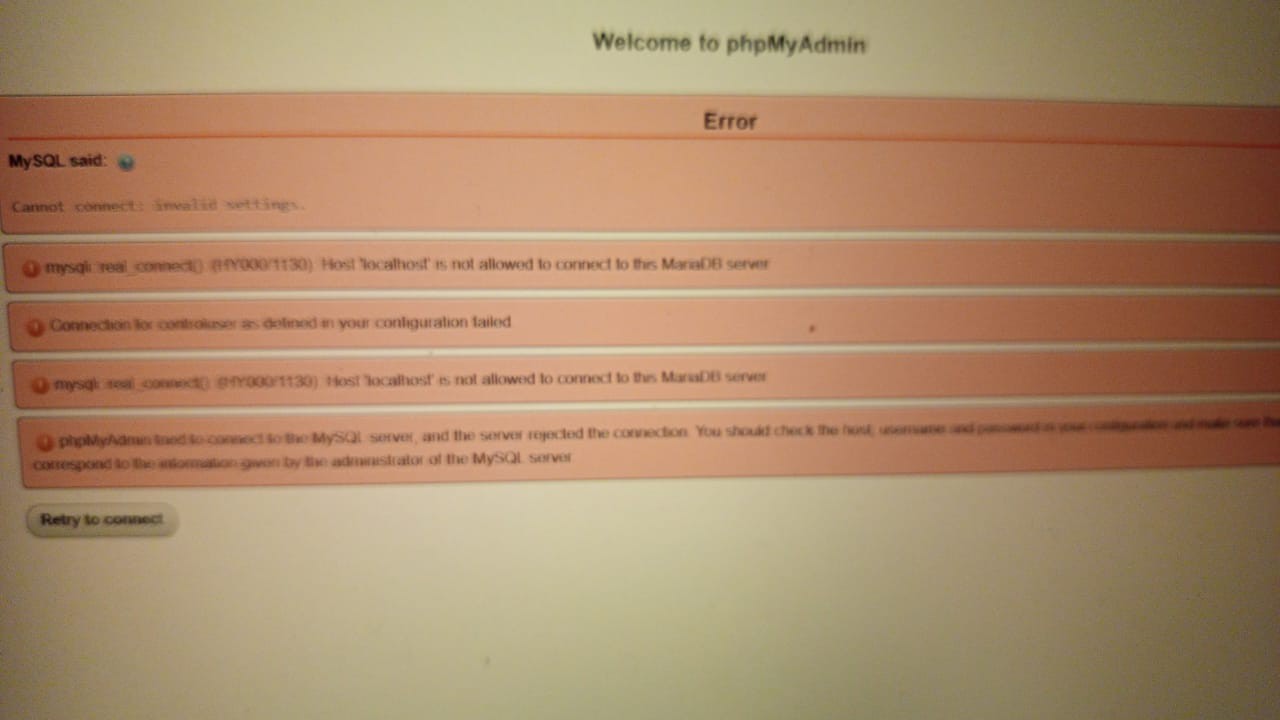 Welcome to phpMyAdmin
Error
MySQL said:
Cannot connect: invalid settings.
mysqli::real_connect(): (HY000/1130): Host 'localhost' is not allowed to connect to this MariaDB server
Connection for controluser as defined in your configuration failed.
mysqli::real_connect(): (HY000/1130): Host 'localhost' is not allowed to connect to this MariaDB server
phpMyAdmin tried to connect to the MySQL server, and the server rejected the connection. You should check the host, username and password in your configuration and make sure
correspond to the information given by the administrator of the MySQL server.
Retry to connect